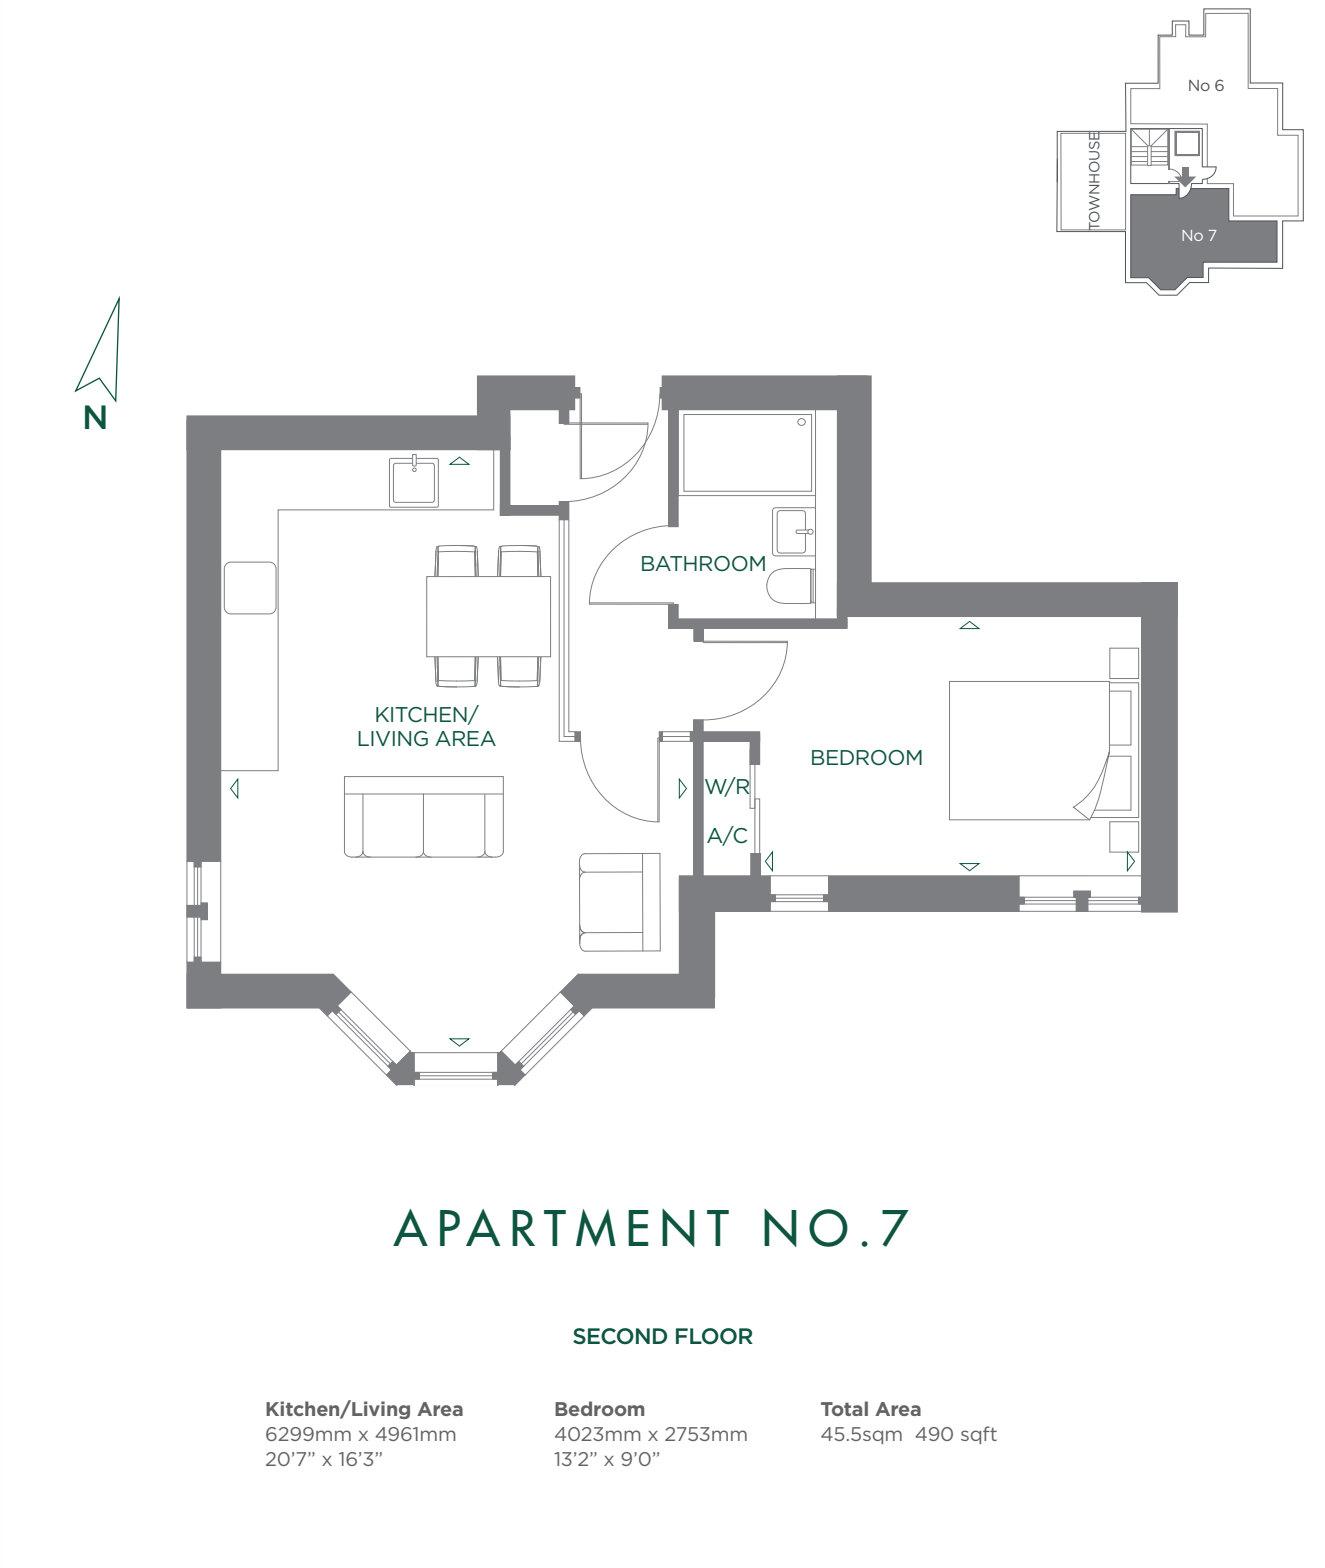 No 6
TOWNHOUSE
No 7
N
BATHROOM
KITCHEN/
LIVING AREA
BEDROOM
W/R
A/C
APARTMENT NO.7
SECOND FLOOR
Kitchen/Living Area
6299mm x 4961mm
20’7” x 16’3”
Bedroom
4023mm x 2753mm
13’2” x 9’0”
Total Area
45.5sqm  490 sqft